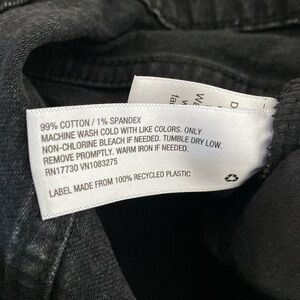 99% COTTON / 1% SPANDEX
MACHINE WASH COLD WITH LIKE COLORS. ONLY
NON-CHLORINE BLEACH IF NEEDED. TUMBLE DRY LOW.
REMOVE PROMPTLY. WARM IRON IF NEEDED.
RN17730 VN1083275
LABEL MADE FROM 100% RECYCLED PLASTIC